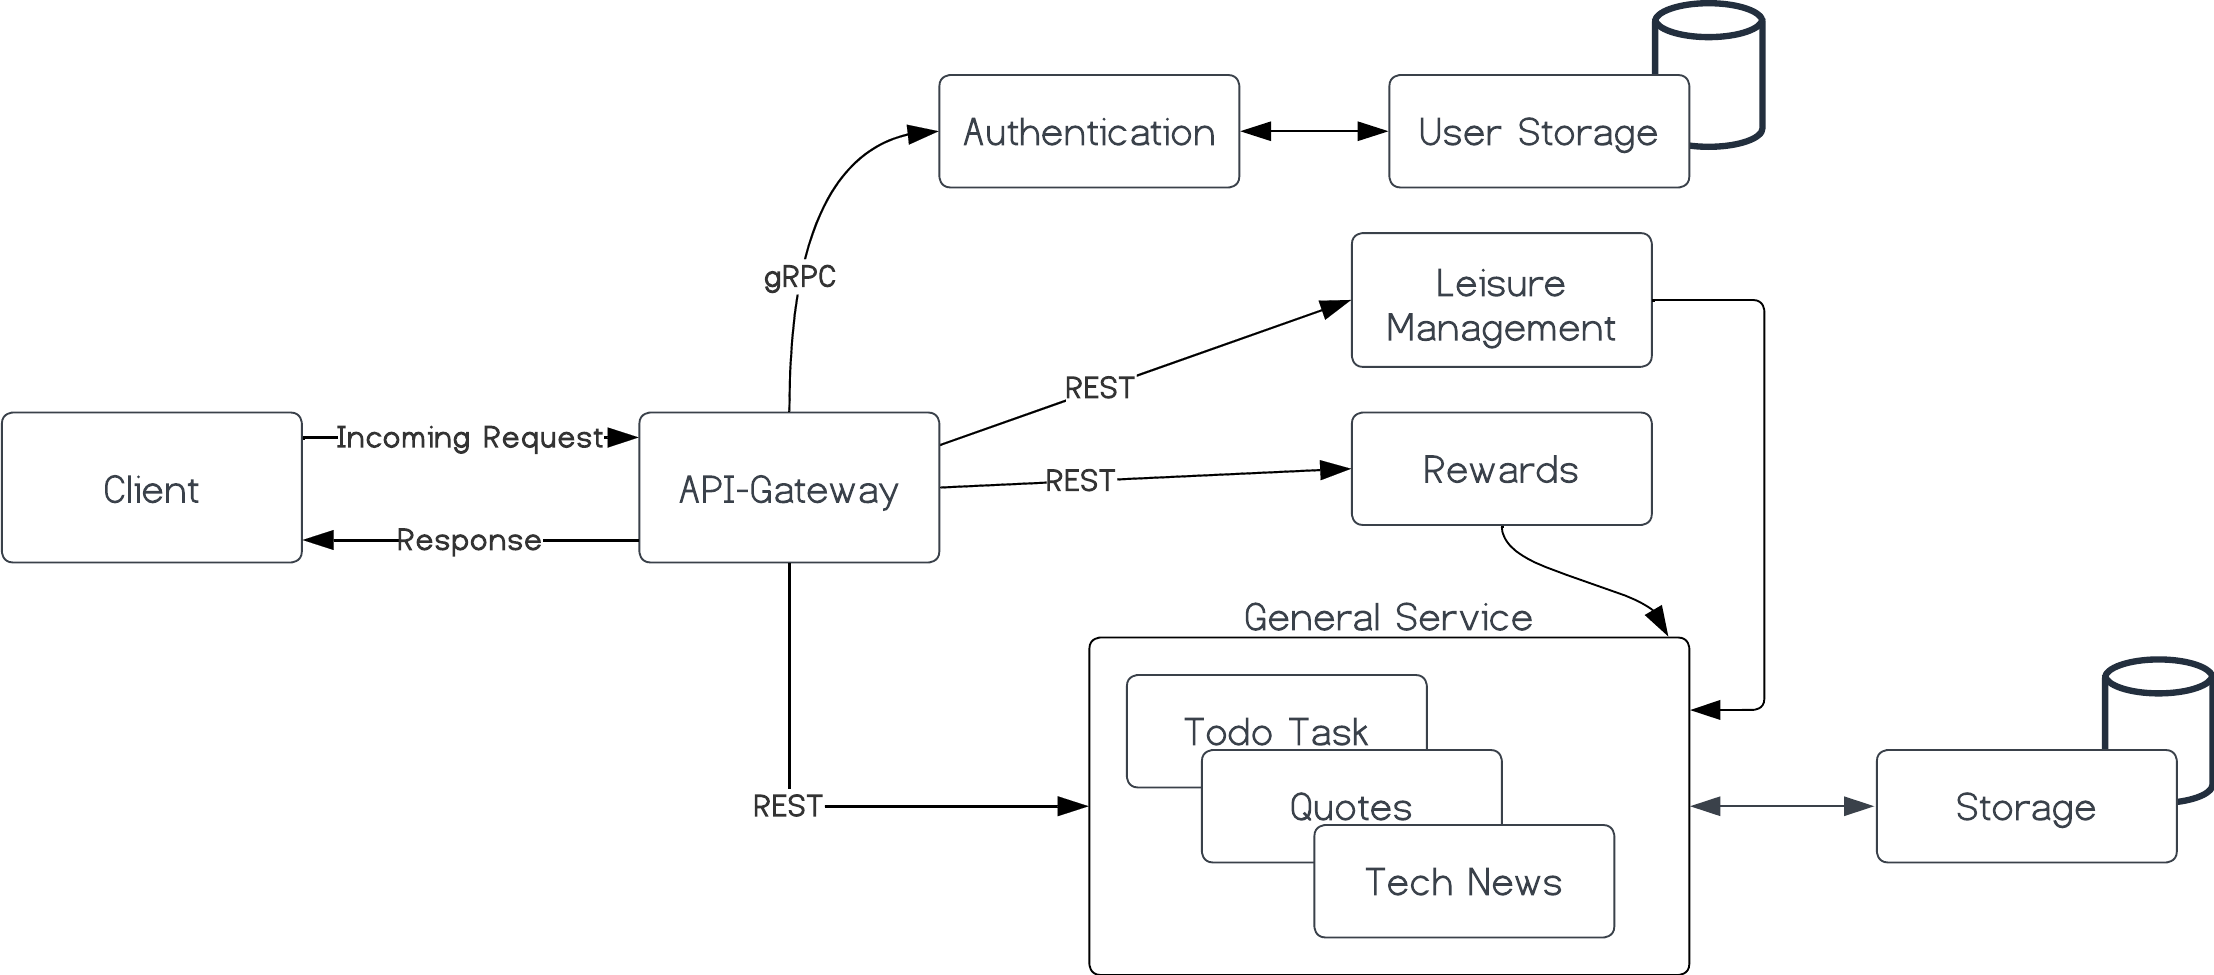 Authentication
User Storage
gRPC
Leisure
Management
REST
Incoming Request
Client
API-Gateway
REST
Rewards
Response
General Service
Todo Task
REST
Quotes
Storage
Tech News